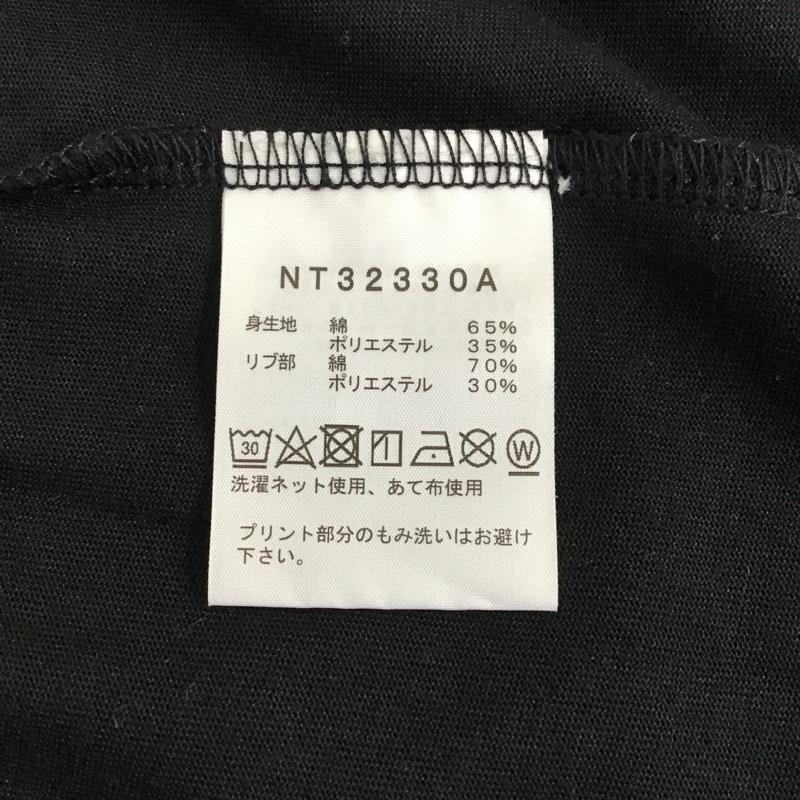 NT32330A
身生地 綿 65%
ポリエステル 35%
リブ部 綿 70%
ポリエステル 30%
30 W
洗濯ネット使用、あて布使用
プリント部分のもみ洗いはお避け
下さい。